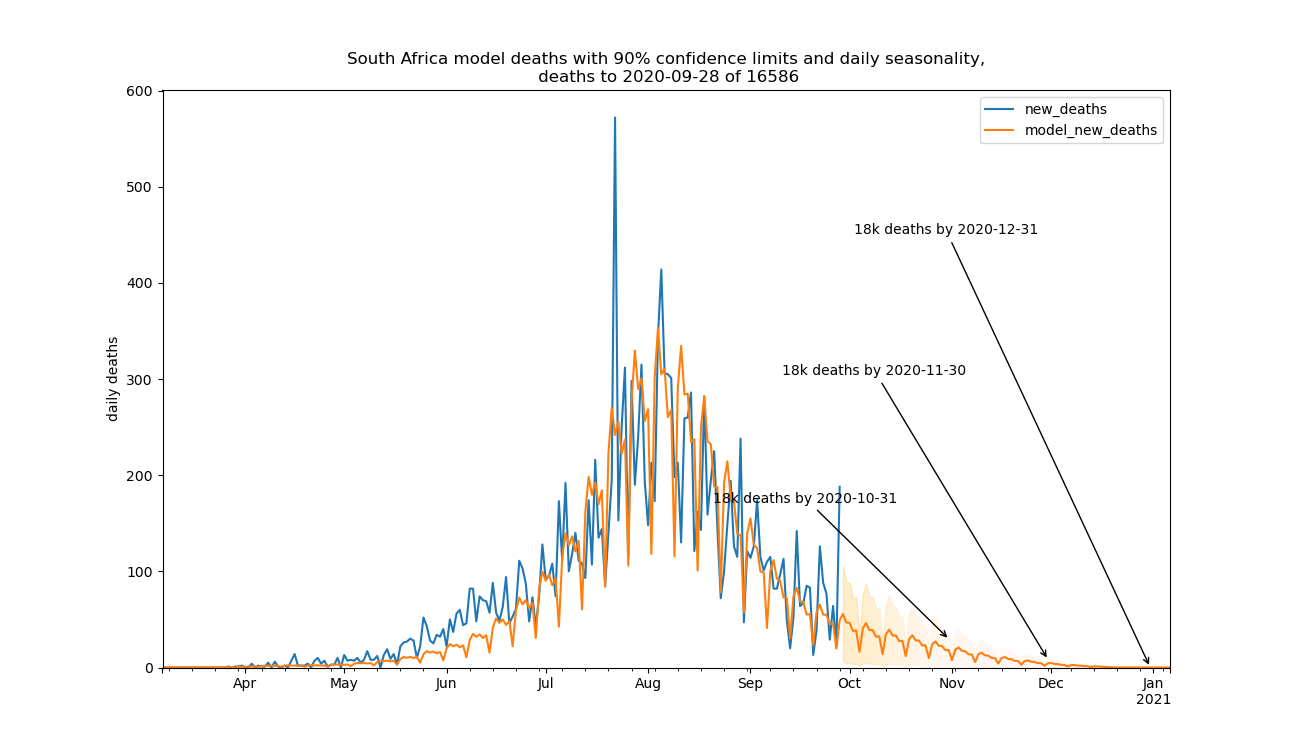 South Africa model deaths with 90% confidence limits and daily seasonality,
deaths to 2020-09-28 of 16586
600
new_deaths
model_new_deaths
500
18k deaths by 2020-12-31
400
daily deaths
18k deaths by 2020-11-30
300
200
18k deaths by 2020-10-31
100
0
Apr May Jun Jul Aug Sep Oct Nov Dec Jan
2021